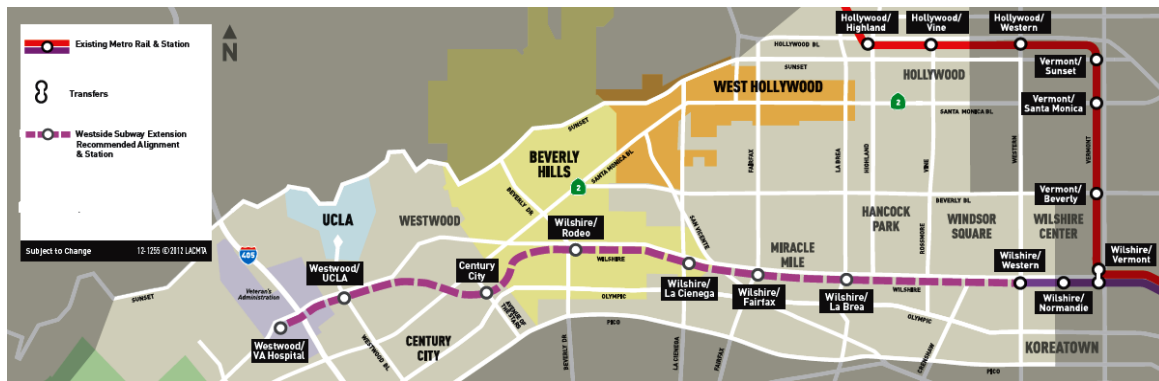 Existing Metro Rail & Station
Transfers
Westside Subway Extension
Recommended Alignment
& Station
Subject to Change
12-1255 ©2012 LACMTA
N
Hollywood/
Highland
Hollywood/
Vine
Hollywood/
Western
HOLLYWOOD BL
SUNSET
HOLLYWOOD
Vermont/
Sunset
WEST HOLLYWOOD
2
SANTA MONICA BL
Vermont/
Santa Monica
SUNSET
BEVERLY
HILLS
SANTA MONICA BL
2
FAIRFAX
LA BREA
HIGHLAND
VINE
WESTERN
VERMONT
BEVERLY DR
BEVERLY BL
Vermont/
Beverly
UCLA
WESTWOOD
Wilshire/
Rodeo
SAN VICENTE
HANCOCK
PARK
ROSSMORE
WINDSOR
SQUARE
WILSHIRE
CENTER
MIRACLE
MILE
405
Westwood/
UCLA
Century
City
WILSHIRE
Wilshire/
La Cienega
Wilshire/
Fairfax
Wilshire/
La Brea
WILSHIRE
Wilshire/
Western
Wilshire/
Normandie
Wilshire/
Vermont
SUNSET
Veteran's
Administration
OLYMPIC
AVENUE OF
THE STARS
PICO
OLYMPIC
Westwood/
VA Hospital
WESTWOOD BL
CENTURY
CITY
BEVERLY DR
LA CIENEGA
FAIRFAX
CRENSHAW
KOREATOWN
PICO